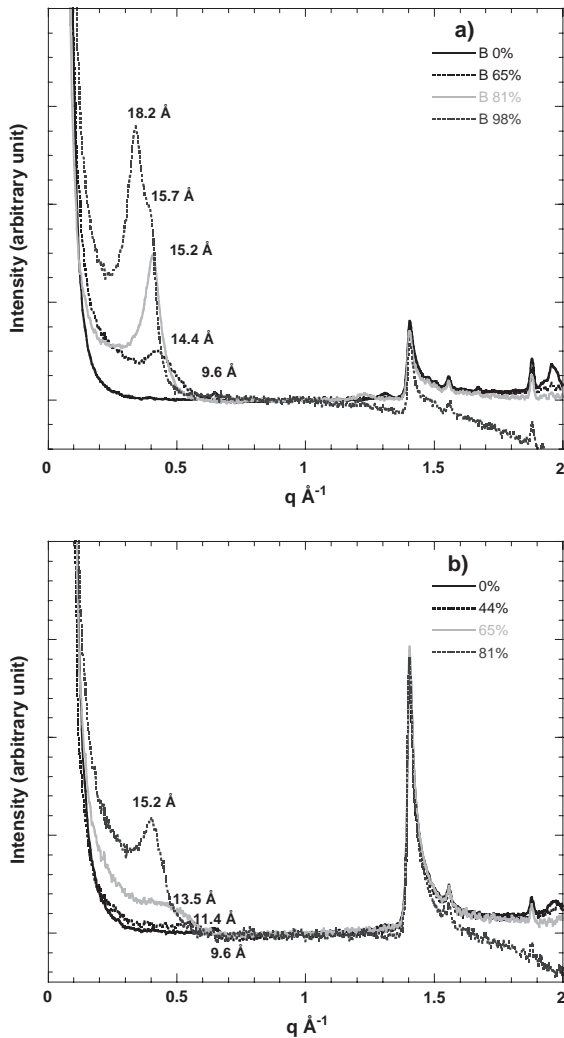 a)
B 0%
B 65%
B 81%
B 98%
18.2 Å
15.7 Å
15.2 Å
14.4 Å
9.6 Å
Intensity (arbitrary unit)
0 0.5 1 1.5 2
q Å-1
b)
0%
44%
65%
81%
15.2 Å
13.5 Å
11.4 Å
9.6 Å
Intensity (arbitrary unit)
0 0.5 1 1.5 2
q Å-1